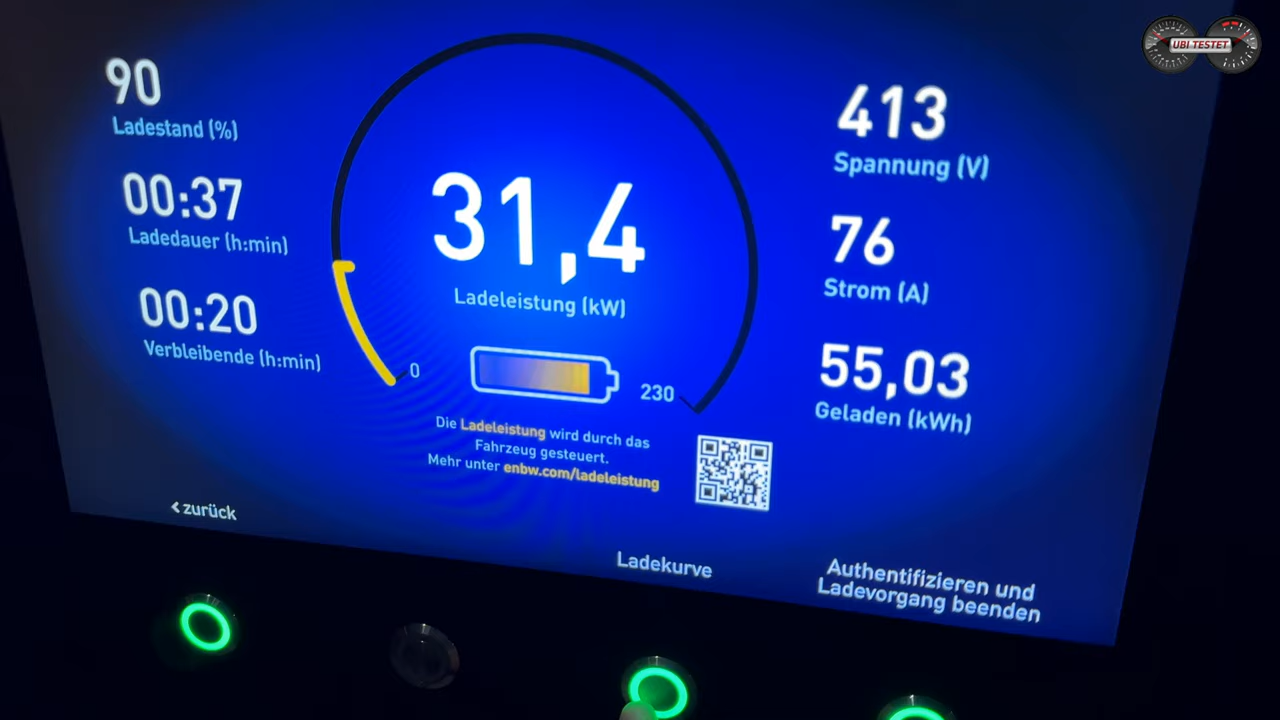 UBI TESTET
90
Ladestand (%)
00:37
Ladedauer (h:min)
00:20
Verbleibende (h:min)
31,4
Ladeleistung (kW)
0
230
413
Spannung (V)
76
Strom (A)
55,03
Geladen (kWh)
Die Ladeleistung wird durch das
Fahrzeug gesteuert.
Mehr unter enbw.com/ladeleistung
< zurück
Ladekurve
Authentifizieren und
Ladevorgang beenden